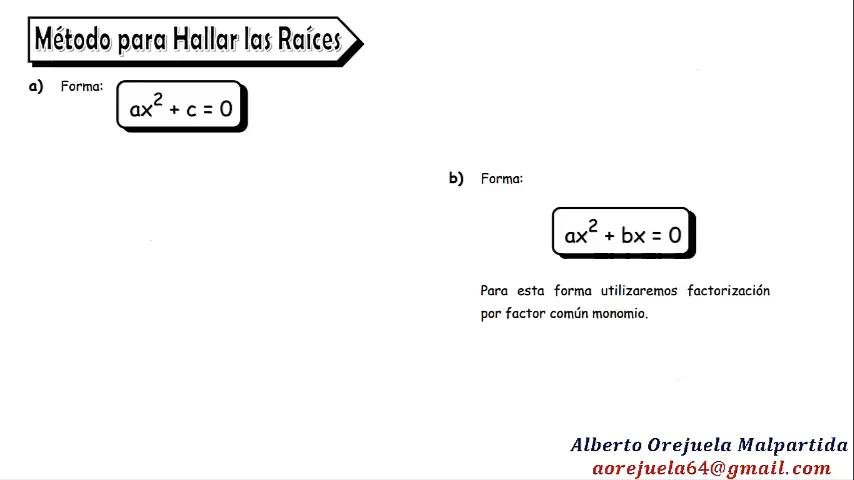 Método para Hallar las Raíces
a) Forma:
ax² + c = 0
b) Forma:
ax² + bx = 0
Para esta forma utilizaremos factorización
por factor común monomio.
Alberto Orejuela Malpartida
aorejuela64@gmail.com